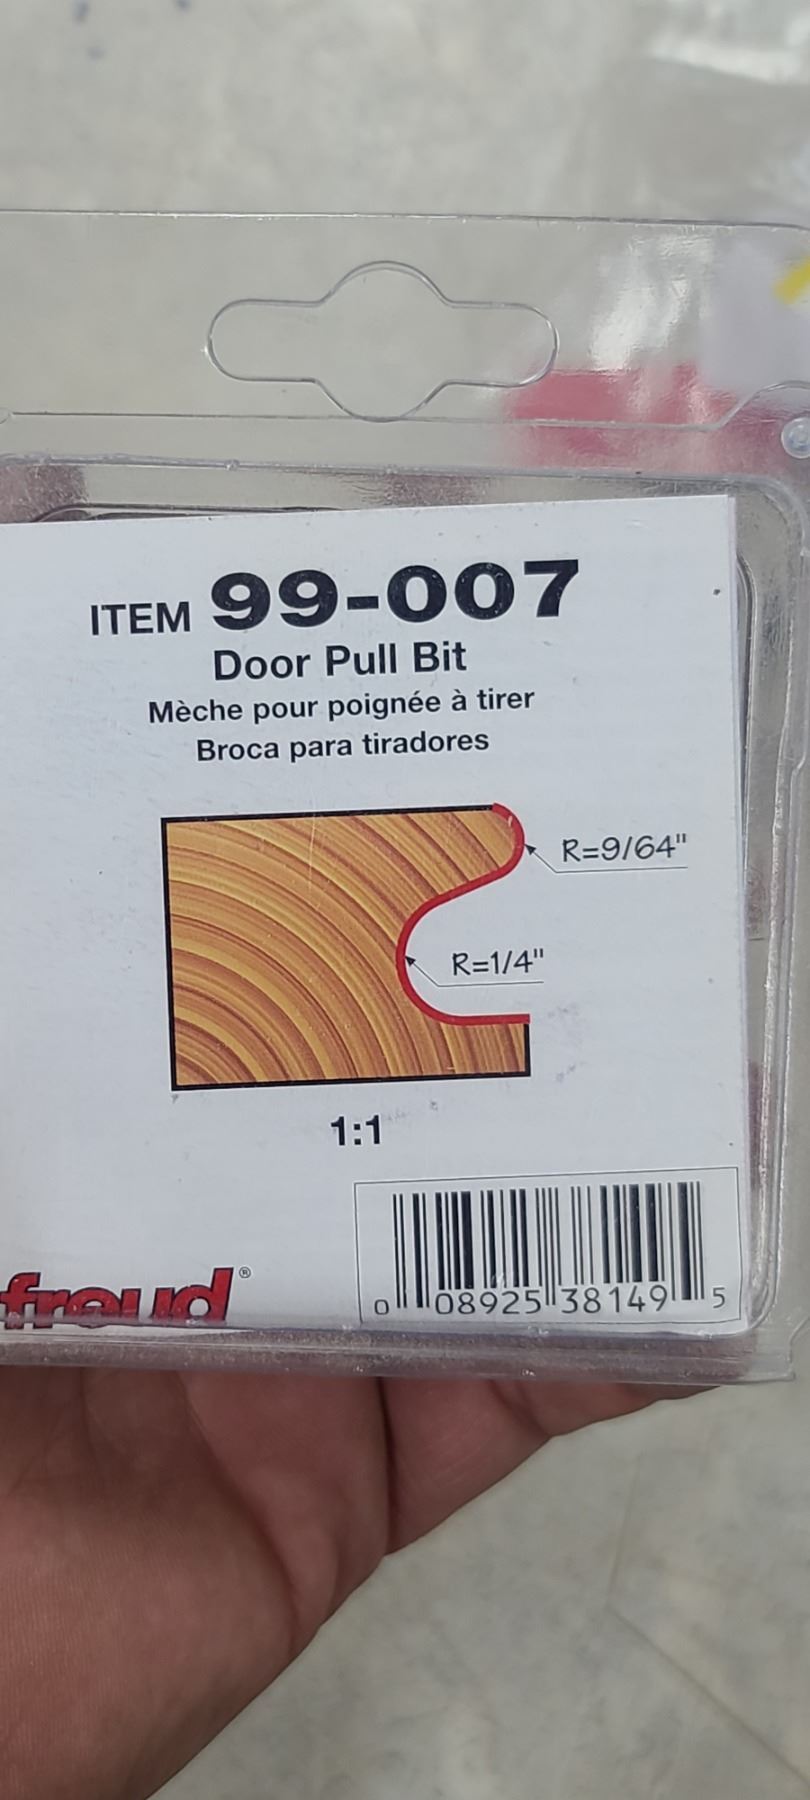 ITEM 99-007
Door Pull Bit
Mèche pour poignée à tirer
Broca para tiradores
R=9/64"
R=1/4"
1:1
freud®
0 08925 38149 5